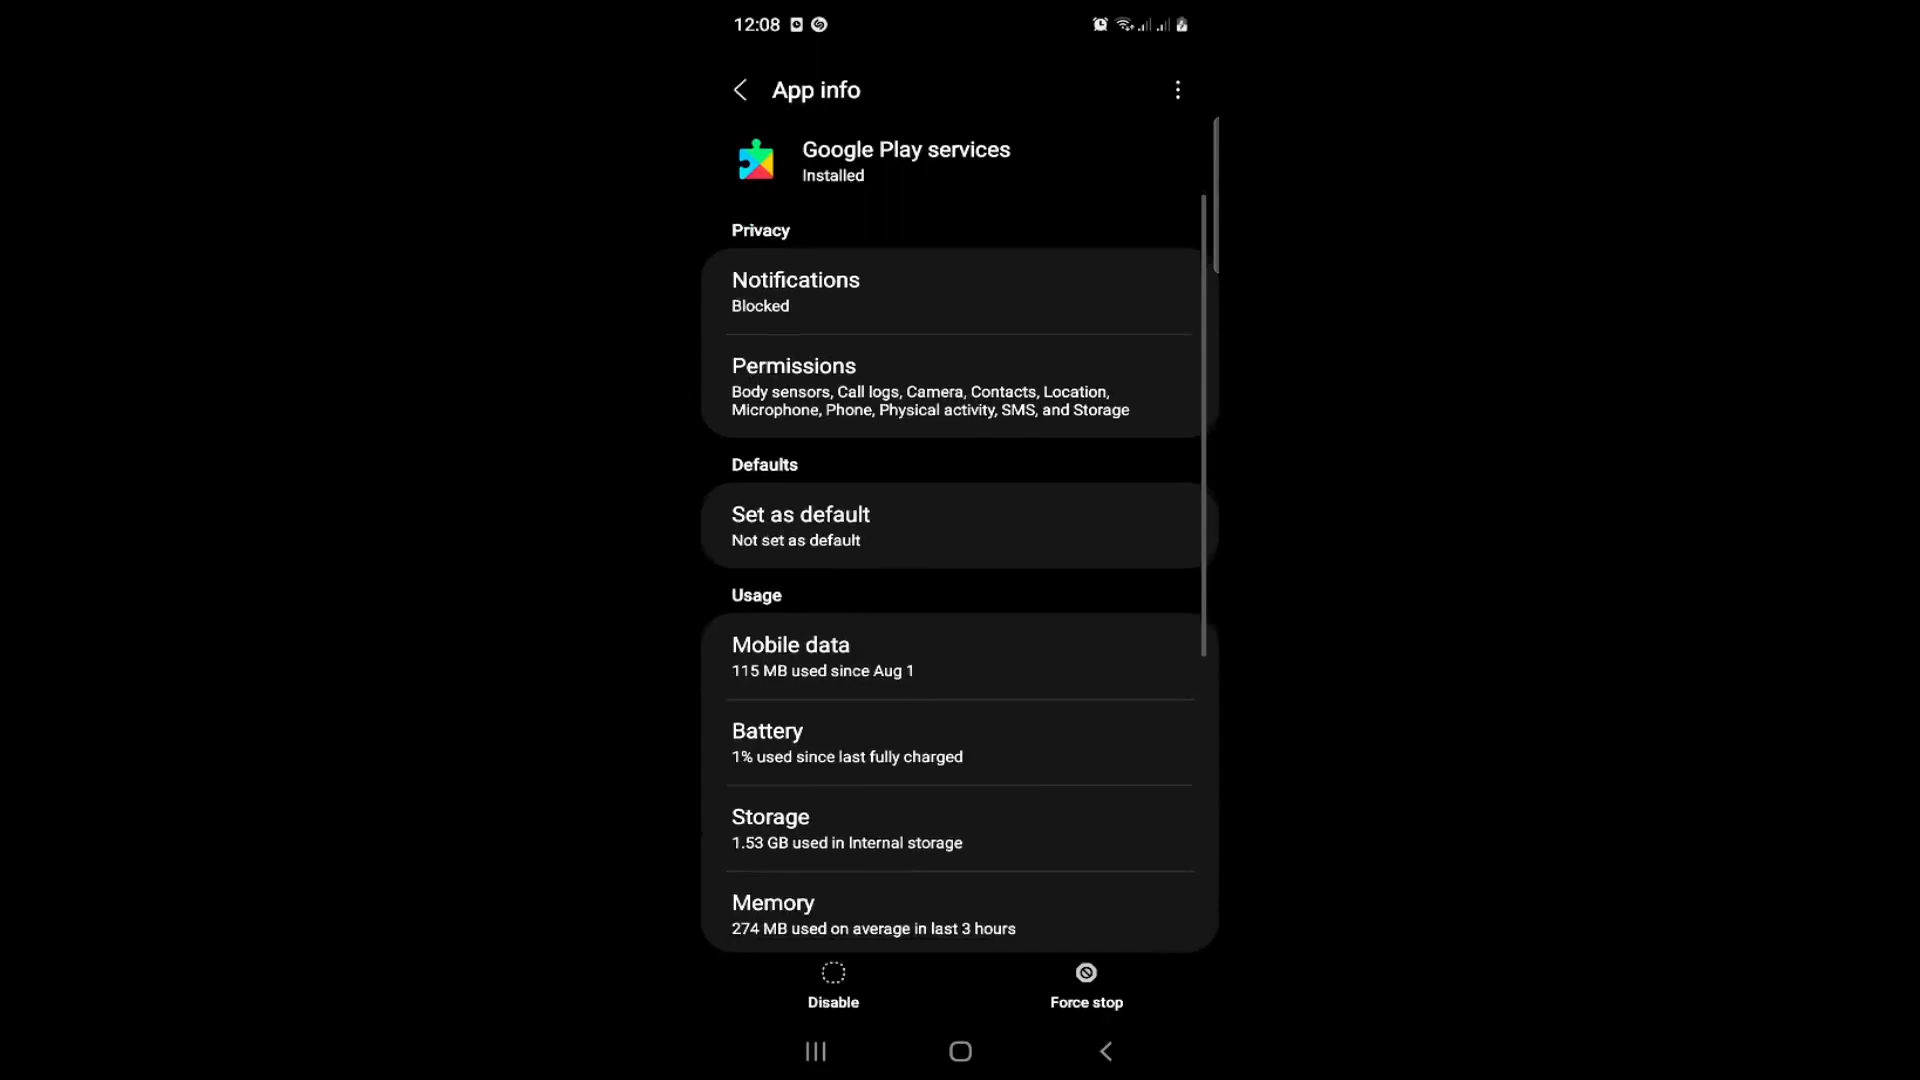 12:08
App info
Google Play services
Installed
Privacy
Notifications
Blocked
Permissions
Body sensors, Call logs, Camera, Contacts, Location,
Microphone, Phone, Physical activity, SMS, and Storage
Defaults
Set as default
Not set as default
Usage
Mobile data
115 MB used since Aug 1
Battery
1% used since last fully charged
Storage
1.53 GB used in Internal storage
Memory
274 MB used on average in last 3 hours
Disable
Force stop